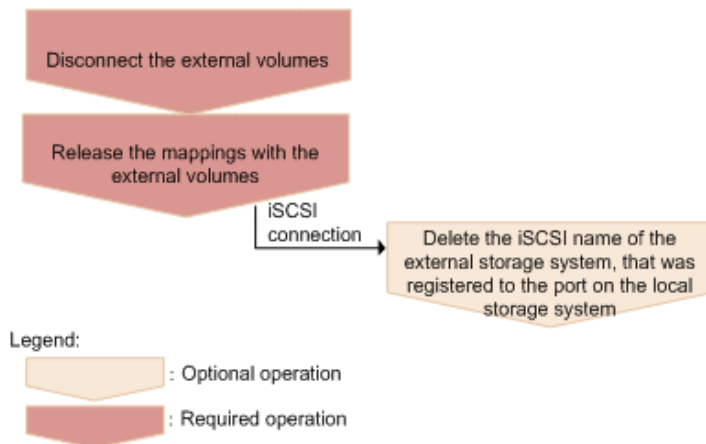 Disconnect the external volumes
Release the mappings with the
external volumes
iSCSI
connection
Delete the iSCSI name of the
external storage system, that was
registered to the port on the local
storage system
Legend:
: Optional operation
: Required operation